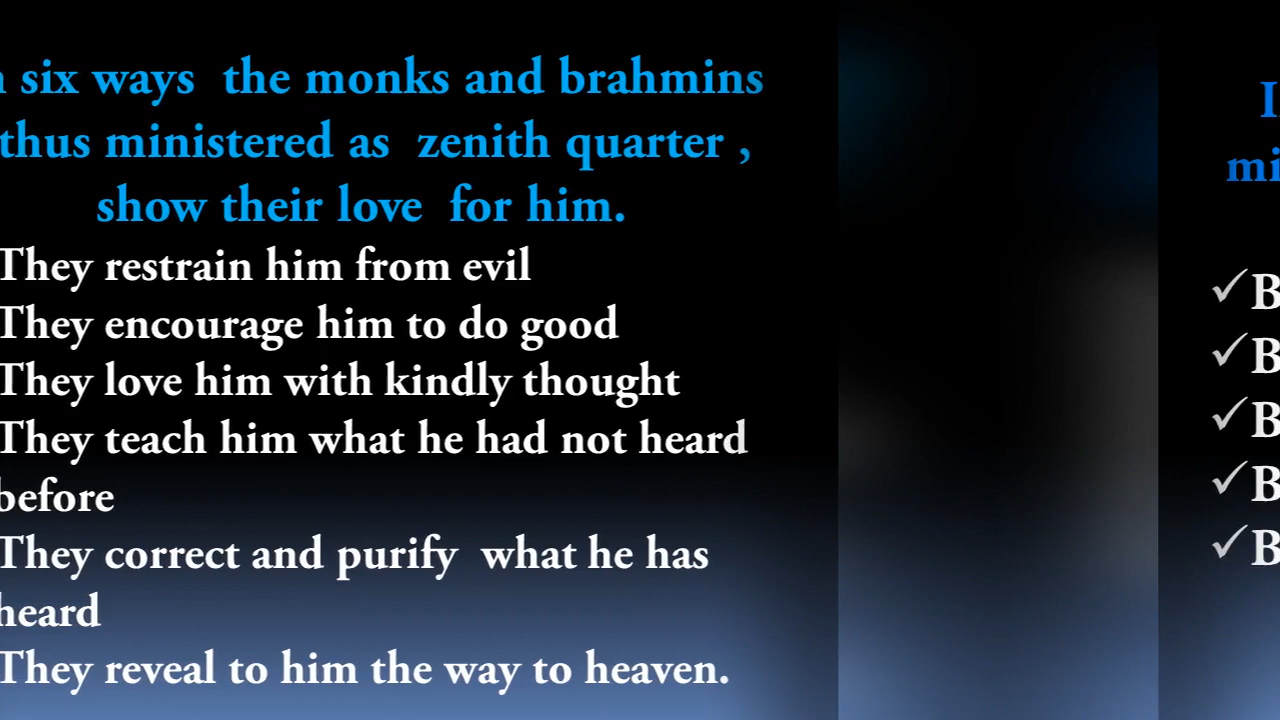 six ways the monks and brahmins
thus ministered as zenith quarter ,
show their love for him.
They restrain him from evil
They encourage him to do good
They love him with kindly thought
They teach him what he had not heard
before
They correct and purify what he has
heard
They reveal to him the way to heaven.
I
mi
✓B
✓B
✓B
✓B
✓B